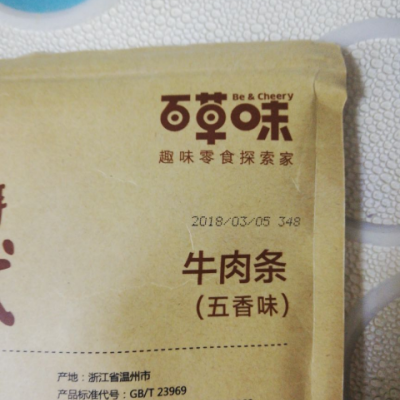 Be & Cheery
百草味
趣味零食探索家
2018/03/05 348
牛肉条
(五香味)
产地:浙江省温州市
产品标准代号:GB/T 23969